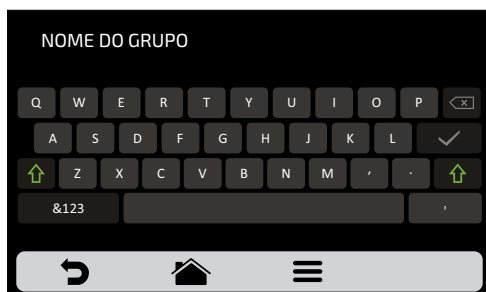 NOME DO GRUPO
Q W E R T Y U I O P
A S D F G H J K L
Z X C V B N M , .
&123 '